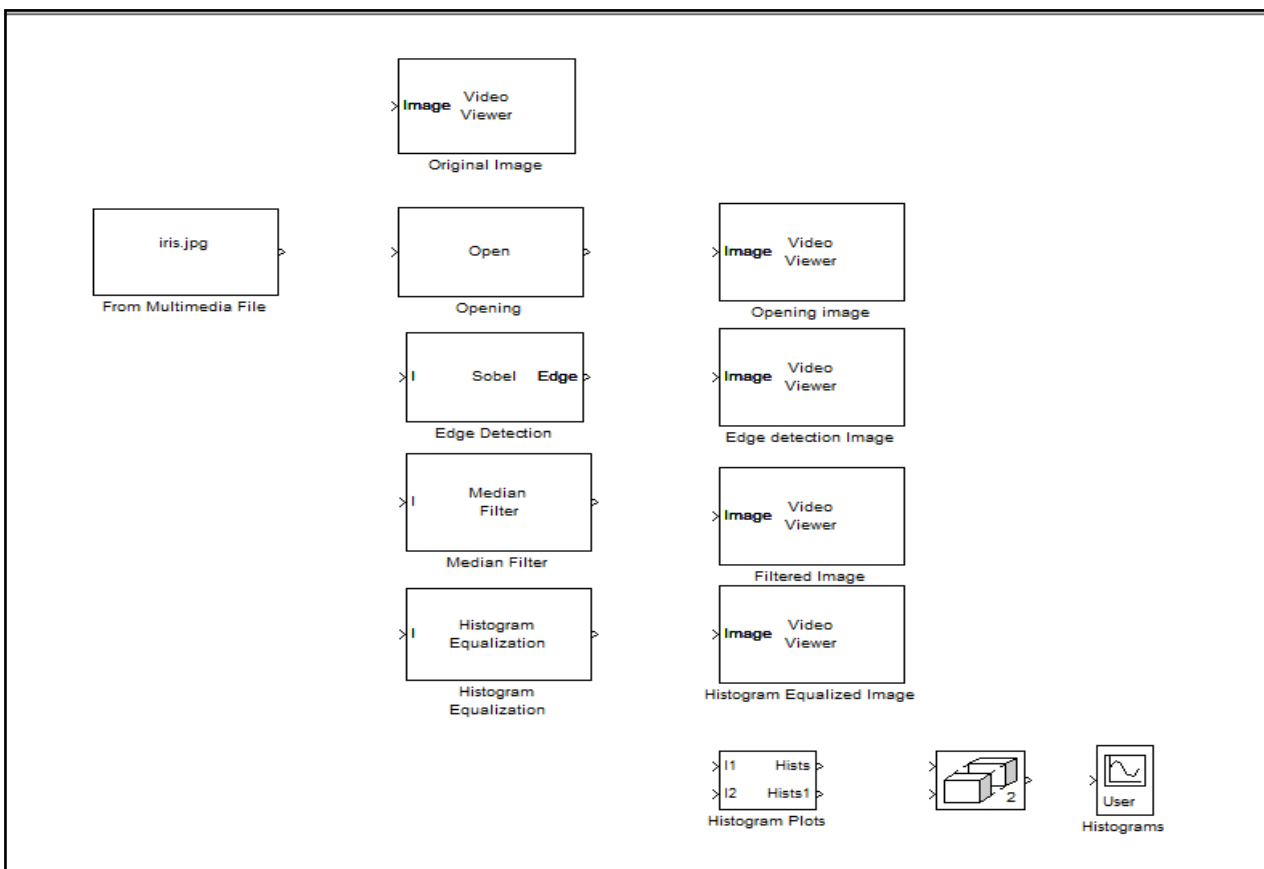 Image
Video
Viewer
Original Image
iris.jpg
From Multimedia File
Open
Opening
Image
Video
Viewer
Opening image
I
Sobel
Edge
Edge Detection
Image
Video
Viewer
Edge detection Image
I
Median
Filter
Median Filter
Image
Video
Viewer
Filtered Image
I
Histogram
Equalization
Histogram
Equalization
Image
Video
Viewer
Histogram Equalized Image
I1
Hists
I2
Hists1
Histogram Plots
2
User
Histograms